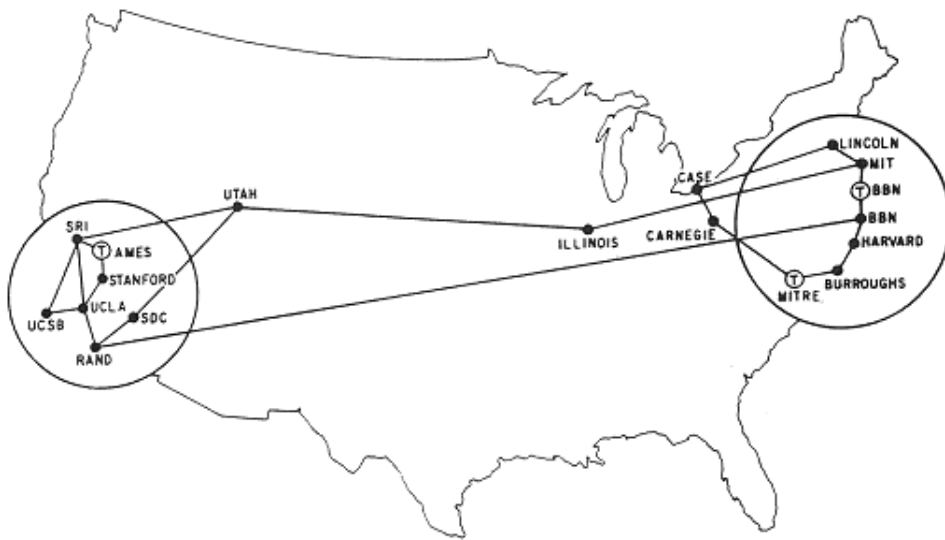 LINCOLN
MIT
CASE
T BBN
UTAH
BBN
SRI
ILLINOIS
CARNEGIE
HARVARD
T AMES
STANFORD
T
BURROUGHS
MITRE
UCLA
SDC
UCSB
RAND